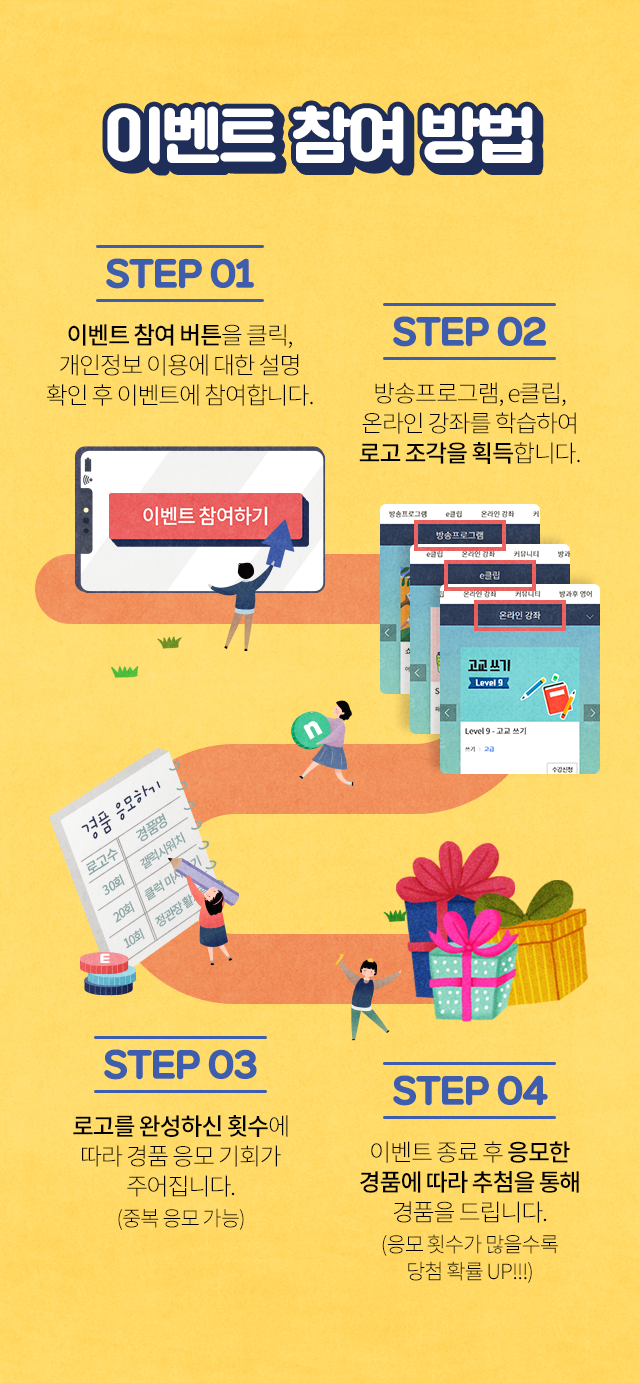 이벤트 참여 방법
STEP 01
이벤트 참여 버튼을 클릭,
개인정보 이용에 대한 설명
확인 후 이벤트에 참여합니다.
이벤트 참여하기
STEP 02
방송프로그램, e클립,
온라인 강좌를 학습하여
로고 조각을 획득합니다.
방송프로그램 e클립 온라인 강좌 커
방송프로그램
e클립 온라인 강좌 커뮤니티 방과
e클립
온라인 강좌 커뮤니티 방과후 영어
온라인 강좌
고교 쓰기
Level 9
Level 9 - 고교 쓰기
쓰기 : 고급
수강신청
n
경품 응모하기
로고수 경품명
30회 갤럭시워치
20회 클럭 마사
10회 정관장 활
E
STEP 03
로고를 완성하신 횟수에
따라 경품 응모 기회가
주어집니다.
(중복 응모 가능)
STEP 04
이벤트 종료 후 응모한
경품에 따라 추첨을 통해
경품을 드립니다.
(응모 횟수가 많을수록
당첨 확률 UP!!!)